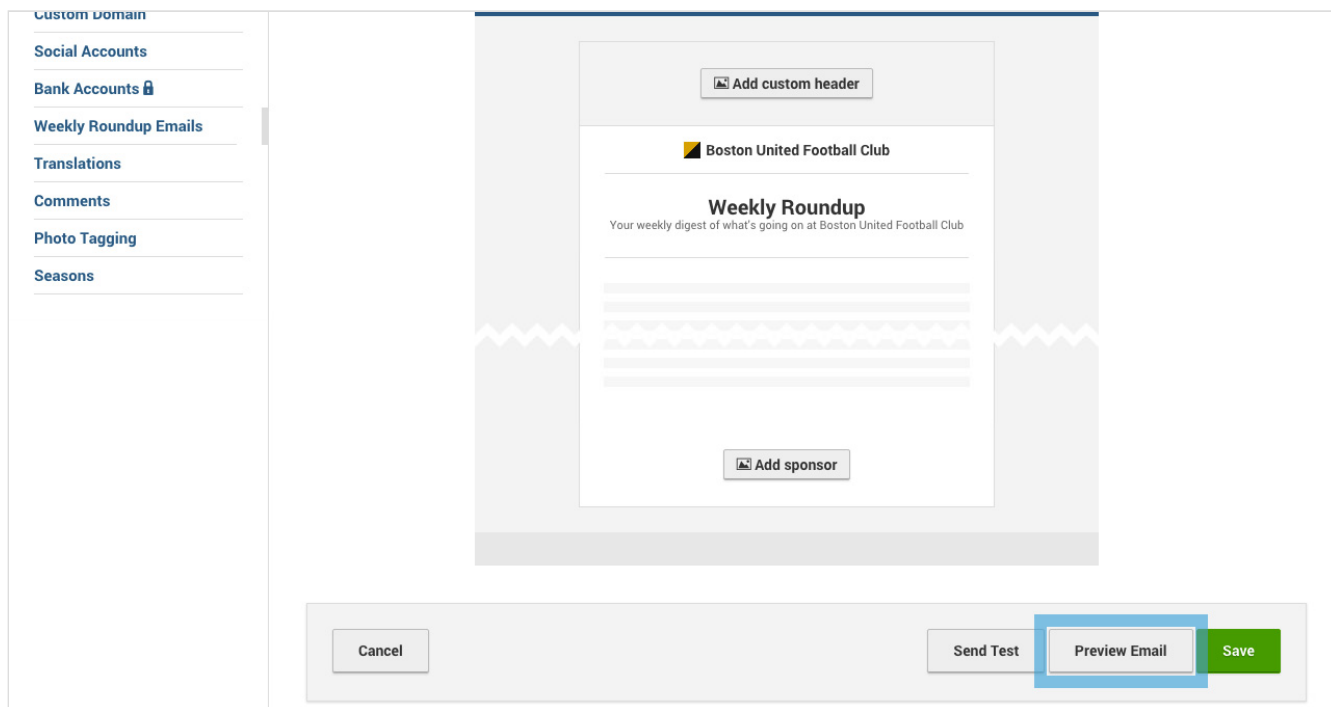 Custom Domain
Social Accounts
Bank Accounts
Weekly Roundup Emails
Translations
Comments
Photo Tagging
Seasons
Add custom header
Boston United Football Club
Weekly Roundup
Your weekly digest of what's going on at Boston United Football Club
Add sponsor
Cancel
Send Test
Preview Email
Save